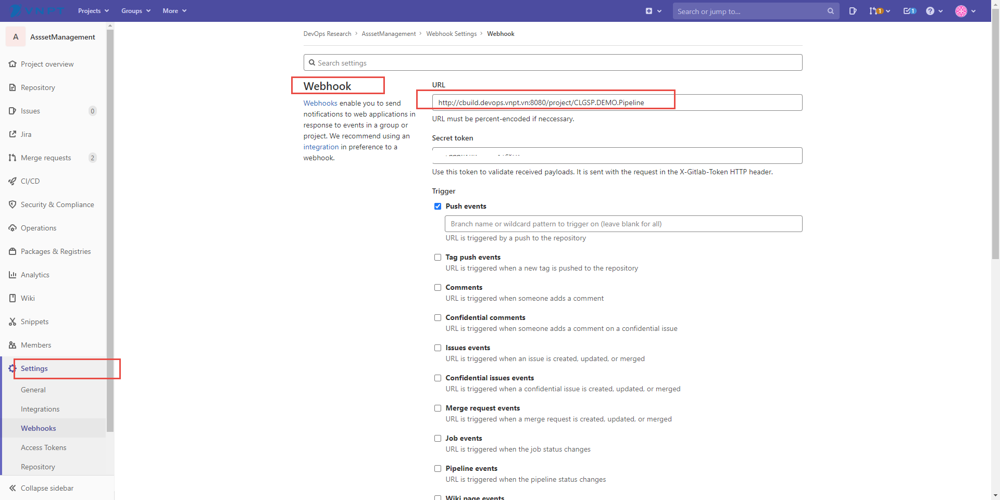 VNPT
Projects
Groups
More
Search or jump to...
1
1
A
AsssetManagement
Project overview
Repository
Issues
0
Jira
Merge requests
2
CI/CD
Security & Compliance
Operations
Packages & Registries
Analytics
Wiki
Snippets
Members
Settings
General
Integrations
Webhooks
Access Tokens
Repository
Collapse sidebar
DevOps Research › AsssetManagement › Webhook Settings › Webhook
Search settings
Webhook
Webhooks enable you to send
notifications to web applications in
response to events in a group or
project. We recommend using an
integration in preference to a
webhook.
URL
http://cbuild.devops.vnpt.vn:8080/project/CLGSP.DEMO.Pipeline
URL must be percent-encoded if neccessary.
Secret token
Use this token to validate received payloads. It is sent with the request in the X-Gitlab-Token HTTP header.
Trigger
Push events
Branch name or wildcard pattern to trigger on (leave blank for all)
URL is triggered by a push to the repository
Tag push events
URL is triggered when a new tag is pushed to the repository
Comments
URL is triggered when someone adds a comment
Confidential comments
URL is triggered when someone adds a comment on a confidential issue
Issues events
URL is triggered when an issue is created, updated, or merged
Confidential issues events
URL is triggered when a confidential issue is created, updated, or merged
Merge request events
URL is triggered when a merge request is created, updated, or merged
Job events
URL is triggered when the job status changes
Pipeline events
URL is triggered when the pipeline status changes
Wiki page events